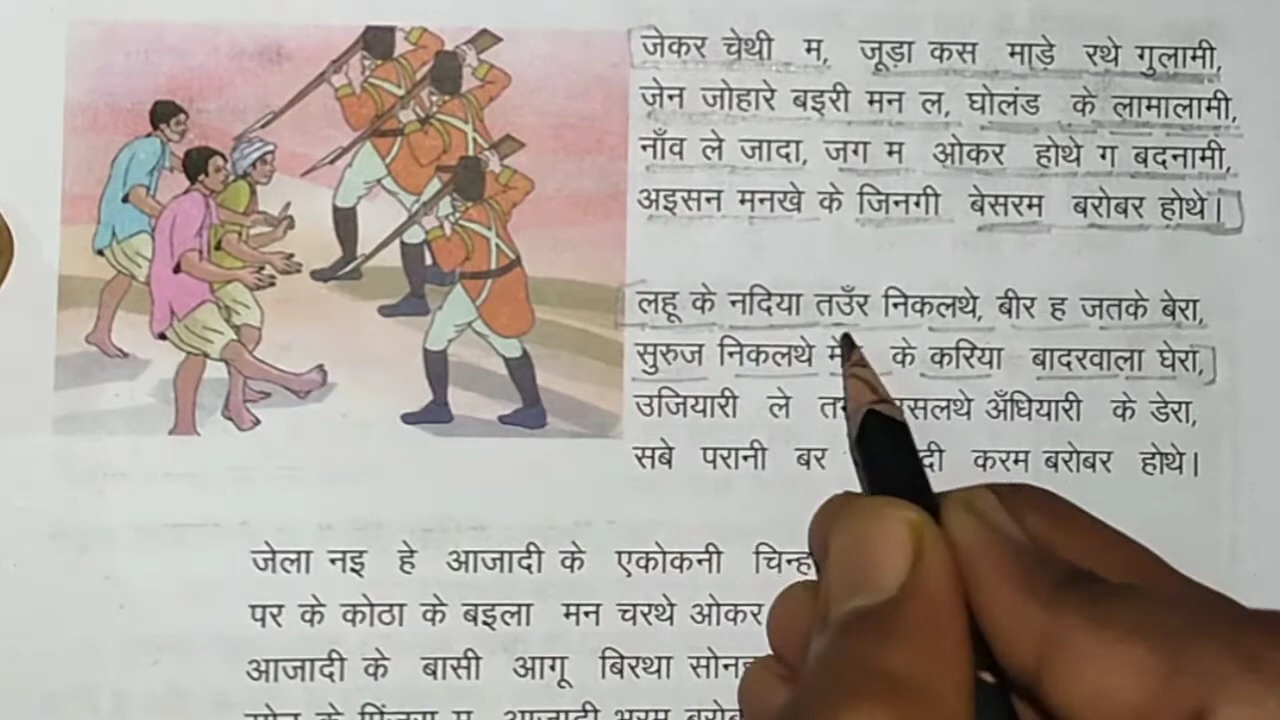 जेकर चेथी म, जूड़ा कस माड़े रथे गुलामी,
जेन जोहारे बइरी मन ल, घोलंड के लामालामी,
नाँव ले जादा, जग म ओकर होथे ग बदनामी,
अइसन मनखे के जिनगी बेसरम बरोबर होथे।
लहू के नदिया तउँर निकलथे, बीर ह जतके बेरा,
सुरुज निकलथे के करिया बादरवाला घेरा,
उजियारी ले अँधियारी के डेरा,
सबे परानी बर करम बरोबर होथे।
जेला नइ हे आजादी के एकोकनी
पर के कोठा के बइला मन चरथे ओकर
आजादी के बासी आगू बिरथा